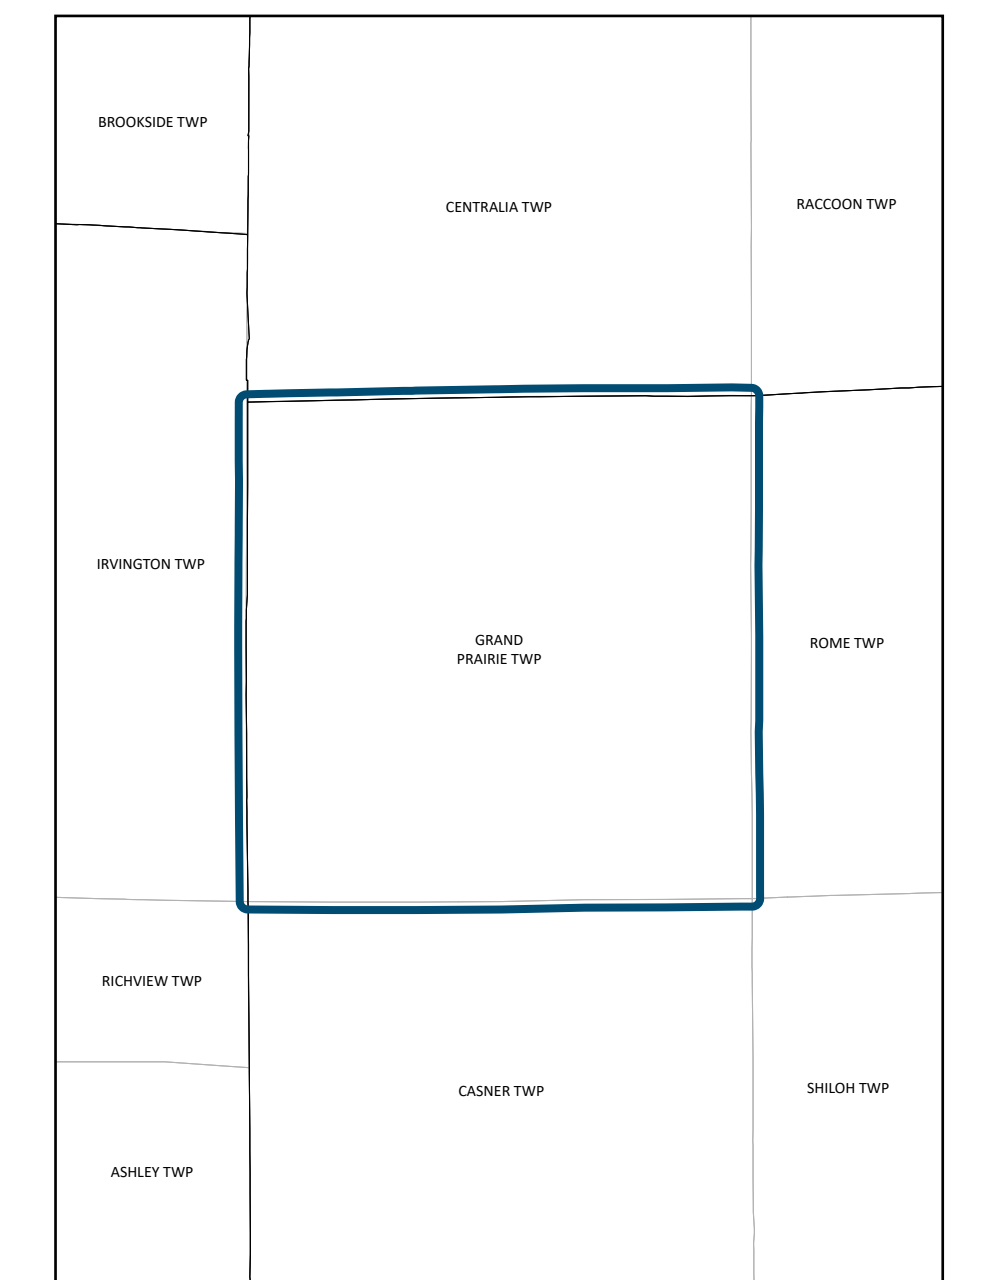 BROOKSIDE TWP
CENTRALIA TWP
RACCOON TWP
IRVINGTON TWP
GRAND
PRAIRIE TWP
ROME TWP
RICHVIEW TWP
CASNER TWP
SHILOH TWP
ASHLEY TWP